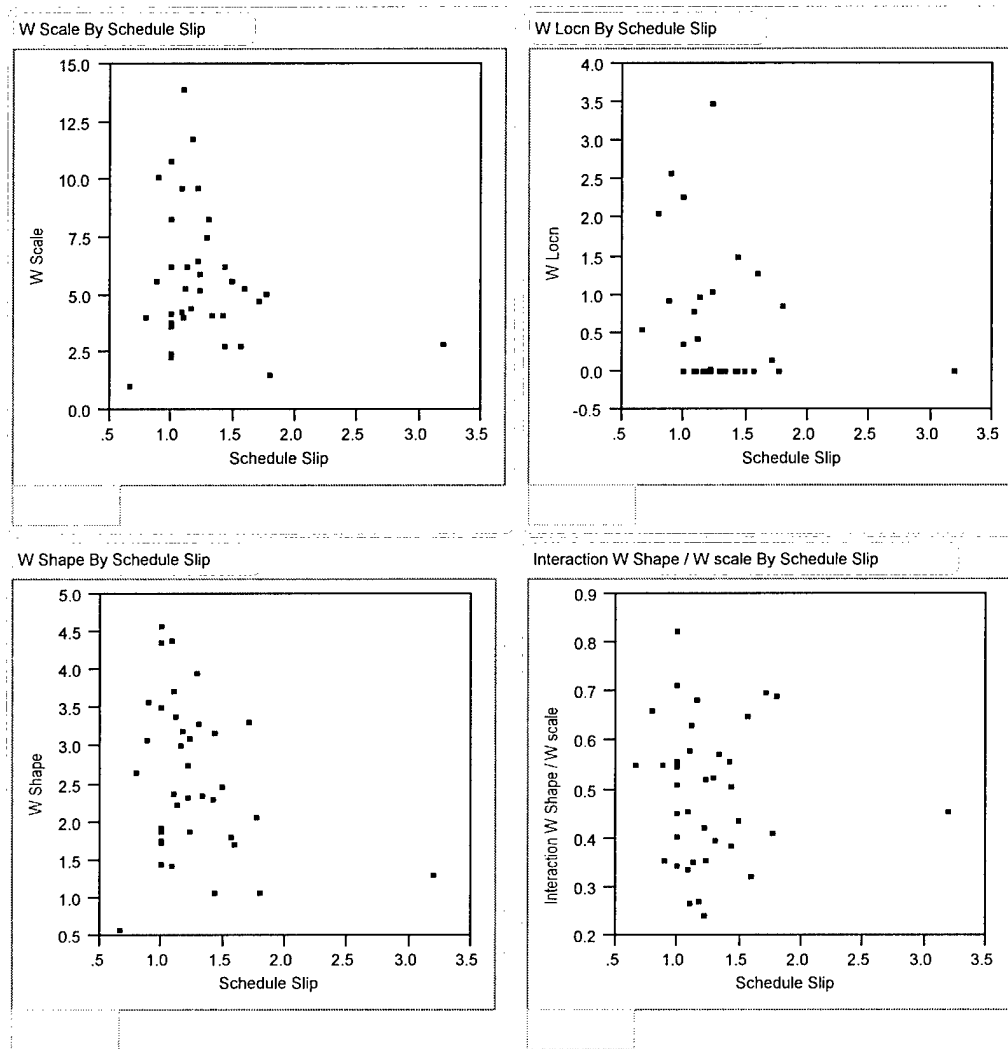 W Scale By Schedule Slip
15.0
12.5
10.0
7.5
5.0
2.5
0.0
W Scale
.5 1.0 1.5 2.0 2.5 3.0 3.5
Schedule Slip
W Locn By Schedule Slip
4.0
3.5
3.0
2.5
2.0
1.5
1.0
0.5
0.0
-0.5
W Locn
.5 1.0 1.5 2.0 2.5 3.0 3.5
Schedule Slip
W Shape By Schedule Slip
5.0
4.5
4.0
3.5
3.0
2.5
2.0
1.5
1.0
0.5
W Shape
.5 1.0 1.5 2.0 2.5 3.0 3.5
Schedule Slip
Interaction W Shape / W scale By Schedule Slip
0.9
0.8
0.7
0.6
0.5
0.4
0.3
0.2
Interaction W Shape / W scale
.5 1.0 1.5 2.0 2.5 3.0 3.5
Schedule Slip